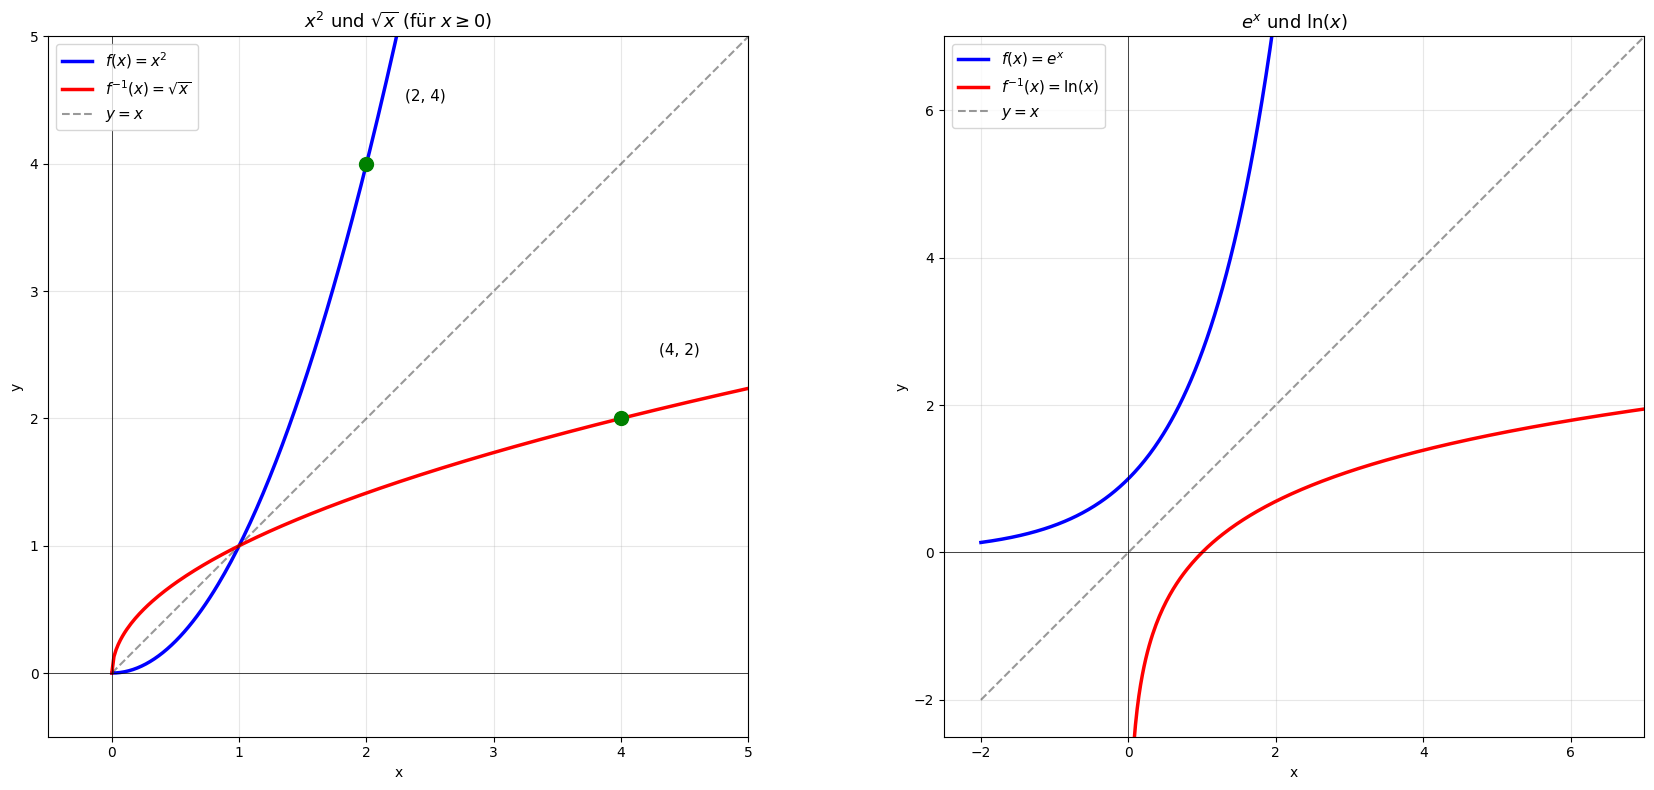 x² und √x (für x ≥ 0)
f(x) = x²
f⁻¹(x) = √x
y = x
(2, 4)
(4, 2)
5
4
3
2
1
0
y
0 1 2 3 4 5
x
eˣ und ln(x)
f(x) = eˣ
f⁻¹(x) = ln(x)
y = x
6
4
2
0
−2
y
−2 0 2 4 6
x